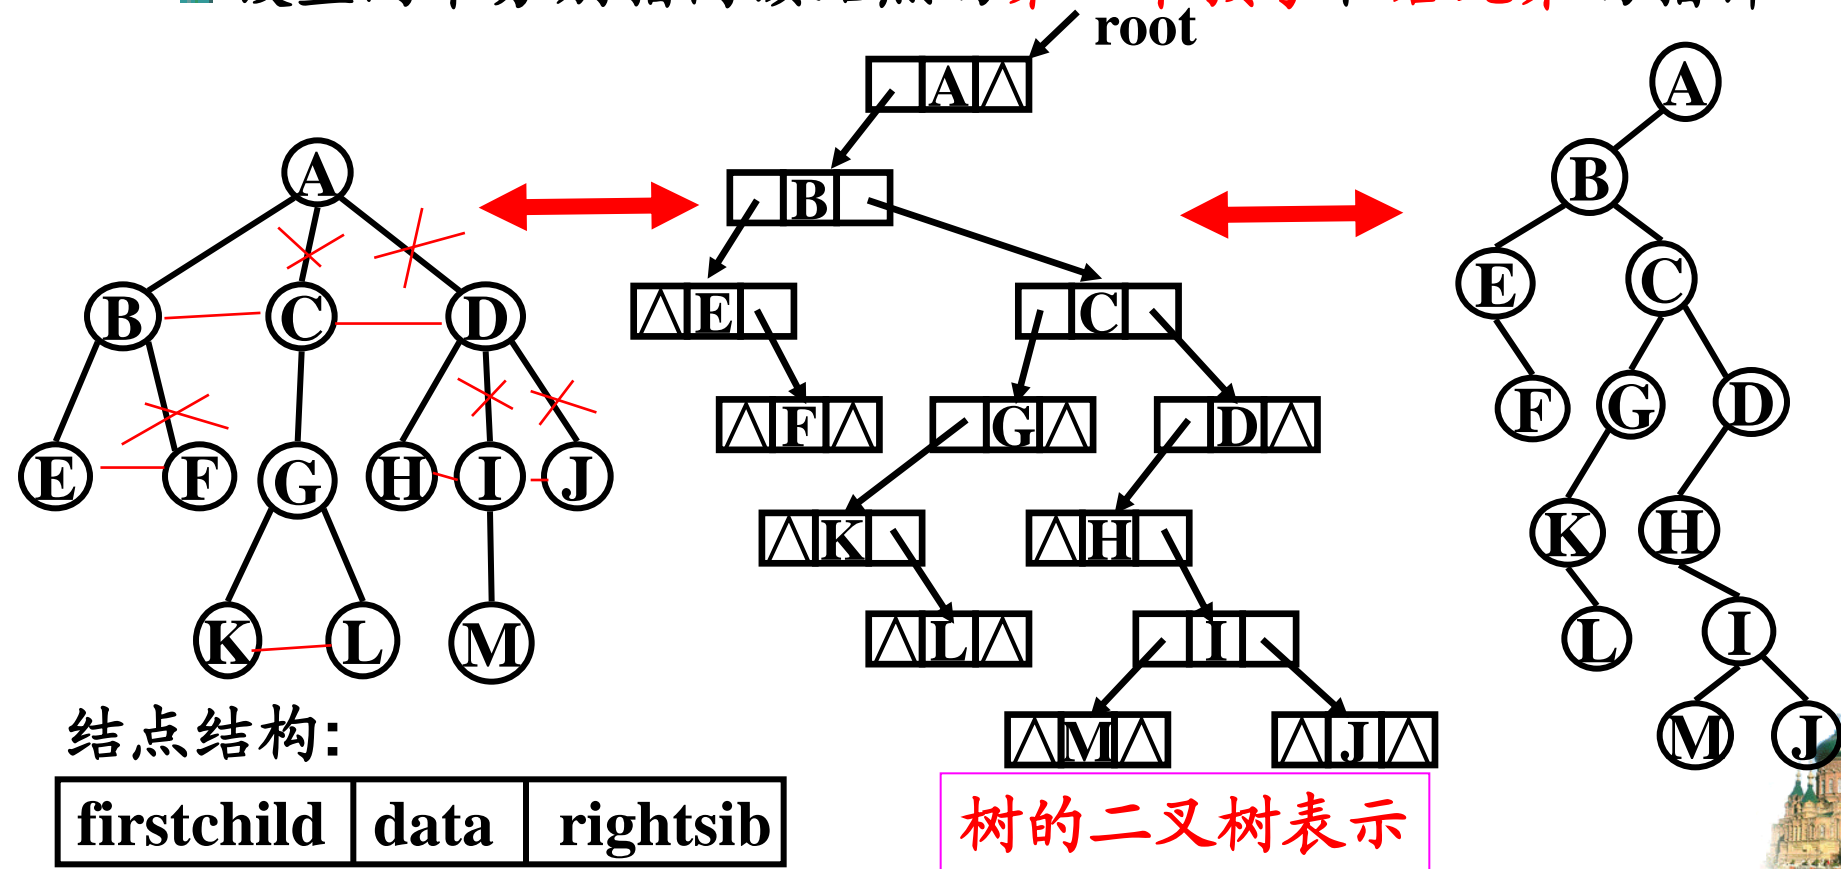 root
A
B C D
E F G H I J
K L M
A ∧
B
∧ E C
∧ F ∧ G ∧ D ∧
∧ K ∧ H
∧ L ∧ I
∧ M ∧ ∧ J ∧
A
B
E C
F G D
K H
L I
M J
结点结构:
firstchild data rightsib
树的二叉树表示